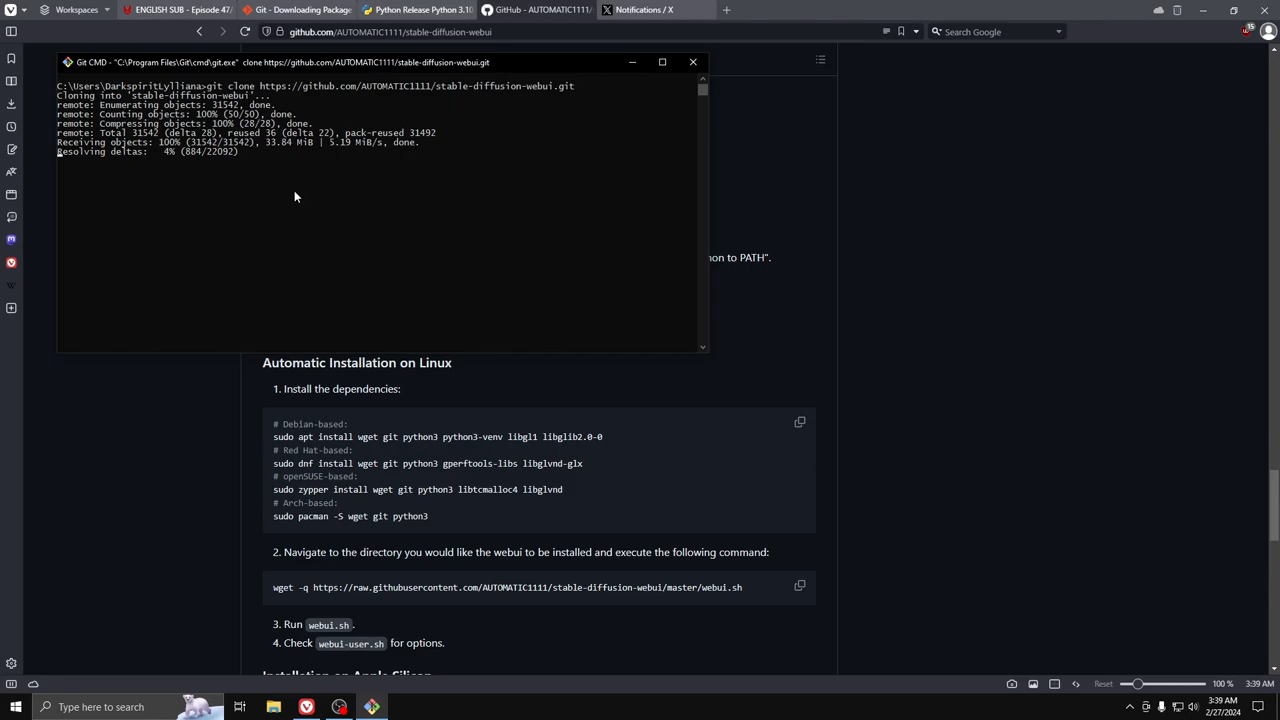 Workspaces
ENGLISH SUB - Episode 47/
Git - Downloading Package
Python Release Python 3.10
GitHub - AUTOMATIC1111/
Notifications / X
github.com/AUTOMATIC1111/stable-diffusion-webui
Search Google
15
Git CMD - "C:\Program Files\Git\cmd\git.exe" clone https://github.com/AUTOMATIC1111/stable-diffusion-webui.git
C:\Users\DarkspiritLylliana>git clone https://github.com/AUTOMATIC1111/stable-diffusion-webui.git
Cloning into 'stable-diffusion-webui'...
remote: Enumerating objects: 31542, done.
remote: Counting objects: 100% (50/50), done.
remote: Compressing objects: 100% (28/28), done.
remote: Total 31542 (delta 28), reused 36 (delta 22), pack-reused 31492
Receiving objects: 100% (31542/31542), 33.84 MiB | 5.19 MiB/s, done.
Resolving deltas:   4% (884/22092)
hon to PATH".
Automatic Installation on Linux
1. Install the dependencies:
# Debian-based:
sudo apt install wget git python3 python3-venv libgl1 libglib2.0-0
# Red Hat-based:
sudo dnf install wget git python3 gperftools-libs libglvnd-glx
# openSUSE-based:
sudo zypper install wget git python3 libtcmalloc4 libglvnd
# Arch-based:
sudo pacman -S wget git python3
2. Navigate to the directory you would like the webui to be installed and execute the following command:
wget -q https://raw.githubusercontent.com/AUTOMATIC1111/stable-diffusion-webui/master/webui.sh
3. Run webui.sh.
4. Check webui-user.sh for options.
Installation on Apple Silicon
Reset
100 %
3:39 AM
Type here to search
3:39 AM
2/27/2024